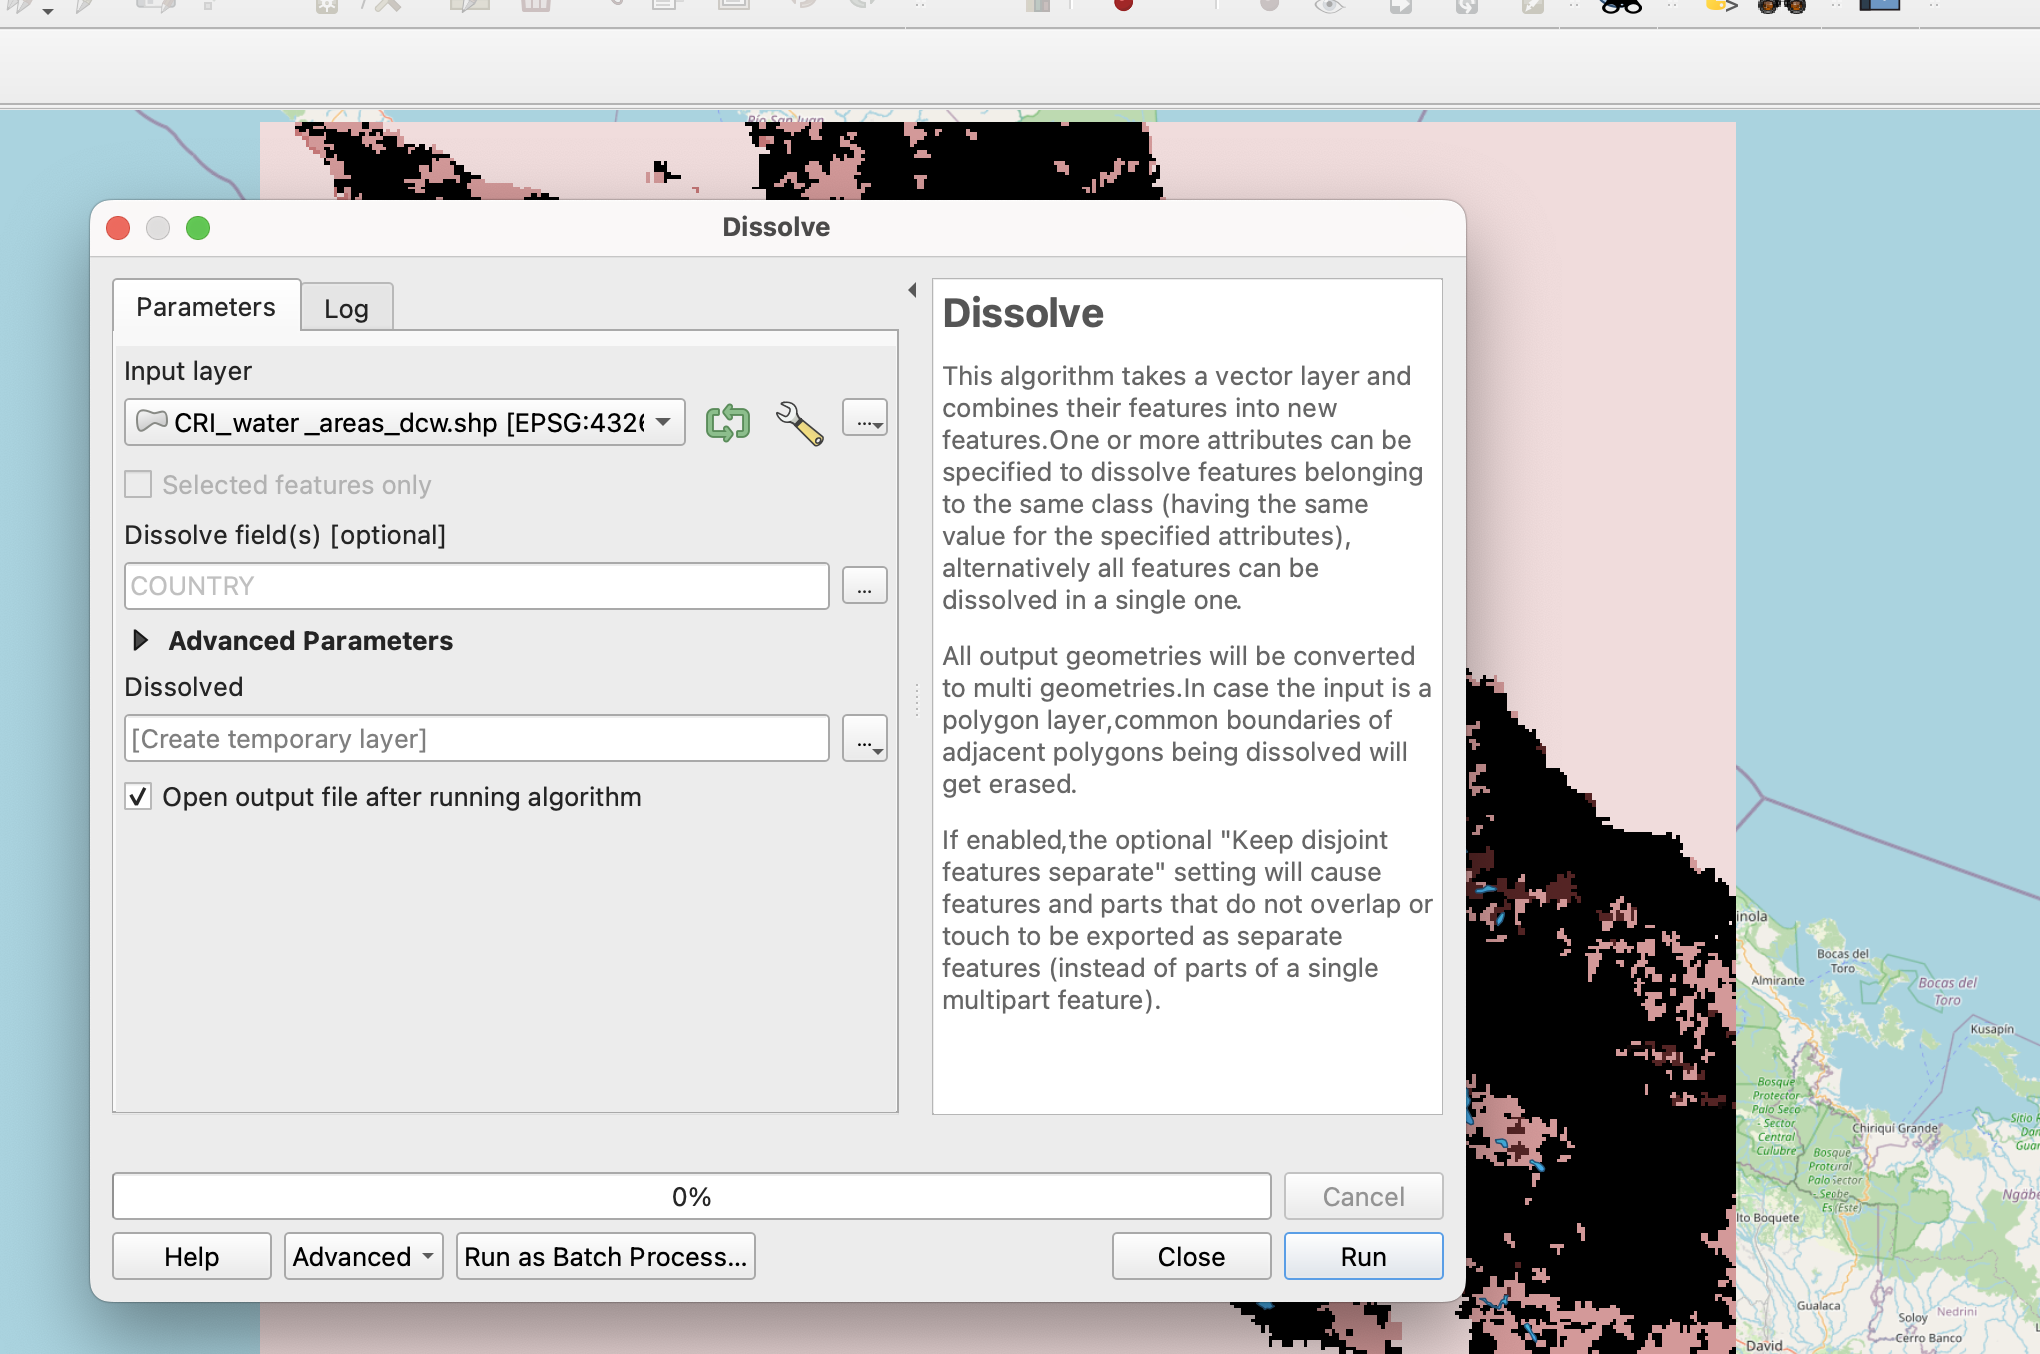 Río San Juan
Dissolve
Parameters
Log
Input layer
CRI_water _areas_dcw.shp [EPSG:4326
...
Selected features only
Dissolve field(s) [optional]
COUNTRY
...
Advanced Parameters
Dissolved
[Create temporary layer]
...
Open output file after running algorithm
Dissolve
This algorithm takes a vector layer and
combines their features into new
features.One or more attributes can be
specified to dissolve features belonging
to the same class (having the same
value for the specified attributes),
alternatively all features can be
dissolved in a single one.
All output geometries will be converted
to multi geometries.In case the input is a
polygon layer,common boundaries of
adjacent polygons being dissolved will
get erased.
If enabled,the optional "Keep disjoint
features separate" setting will cause
features and parts that do not overlap or
touch to be exported as separate
features (instead of parts of a single
multipart feature).
0%
Cancel
Help
Advanced
Run as Batch Process...
Close
Run
inola
Bocas del
Toro
Almirante
Bocas del
Toro
Kusapín
Bosque
Protector
Palo Seco
- Sector
Central
Culubre
Chiriquí Grande
Sitio R
Dan
Guar
Bosque
Palo Sector
Es (Este)
Ngäbe
lto Boquete
Gualaca
Soloy
Nedrini
Cerro Banco
David